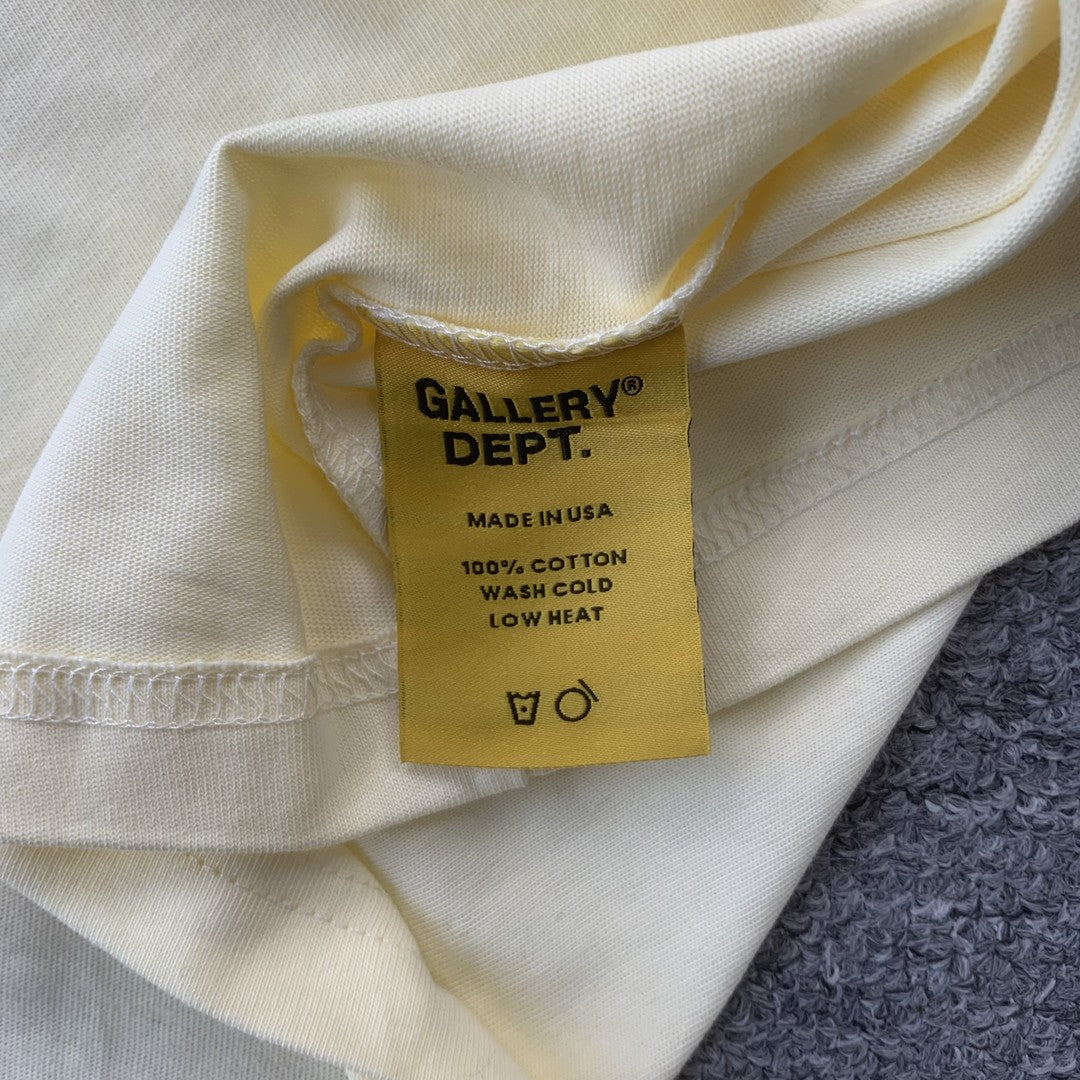 GALLERY®
DEPT.
MADE IN USA
100% COTTON
WASH COLD
LOW HEAT